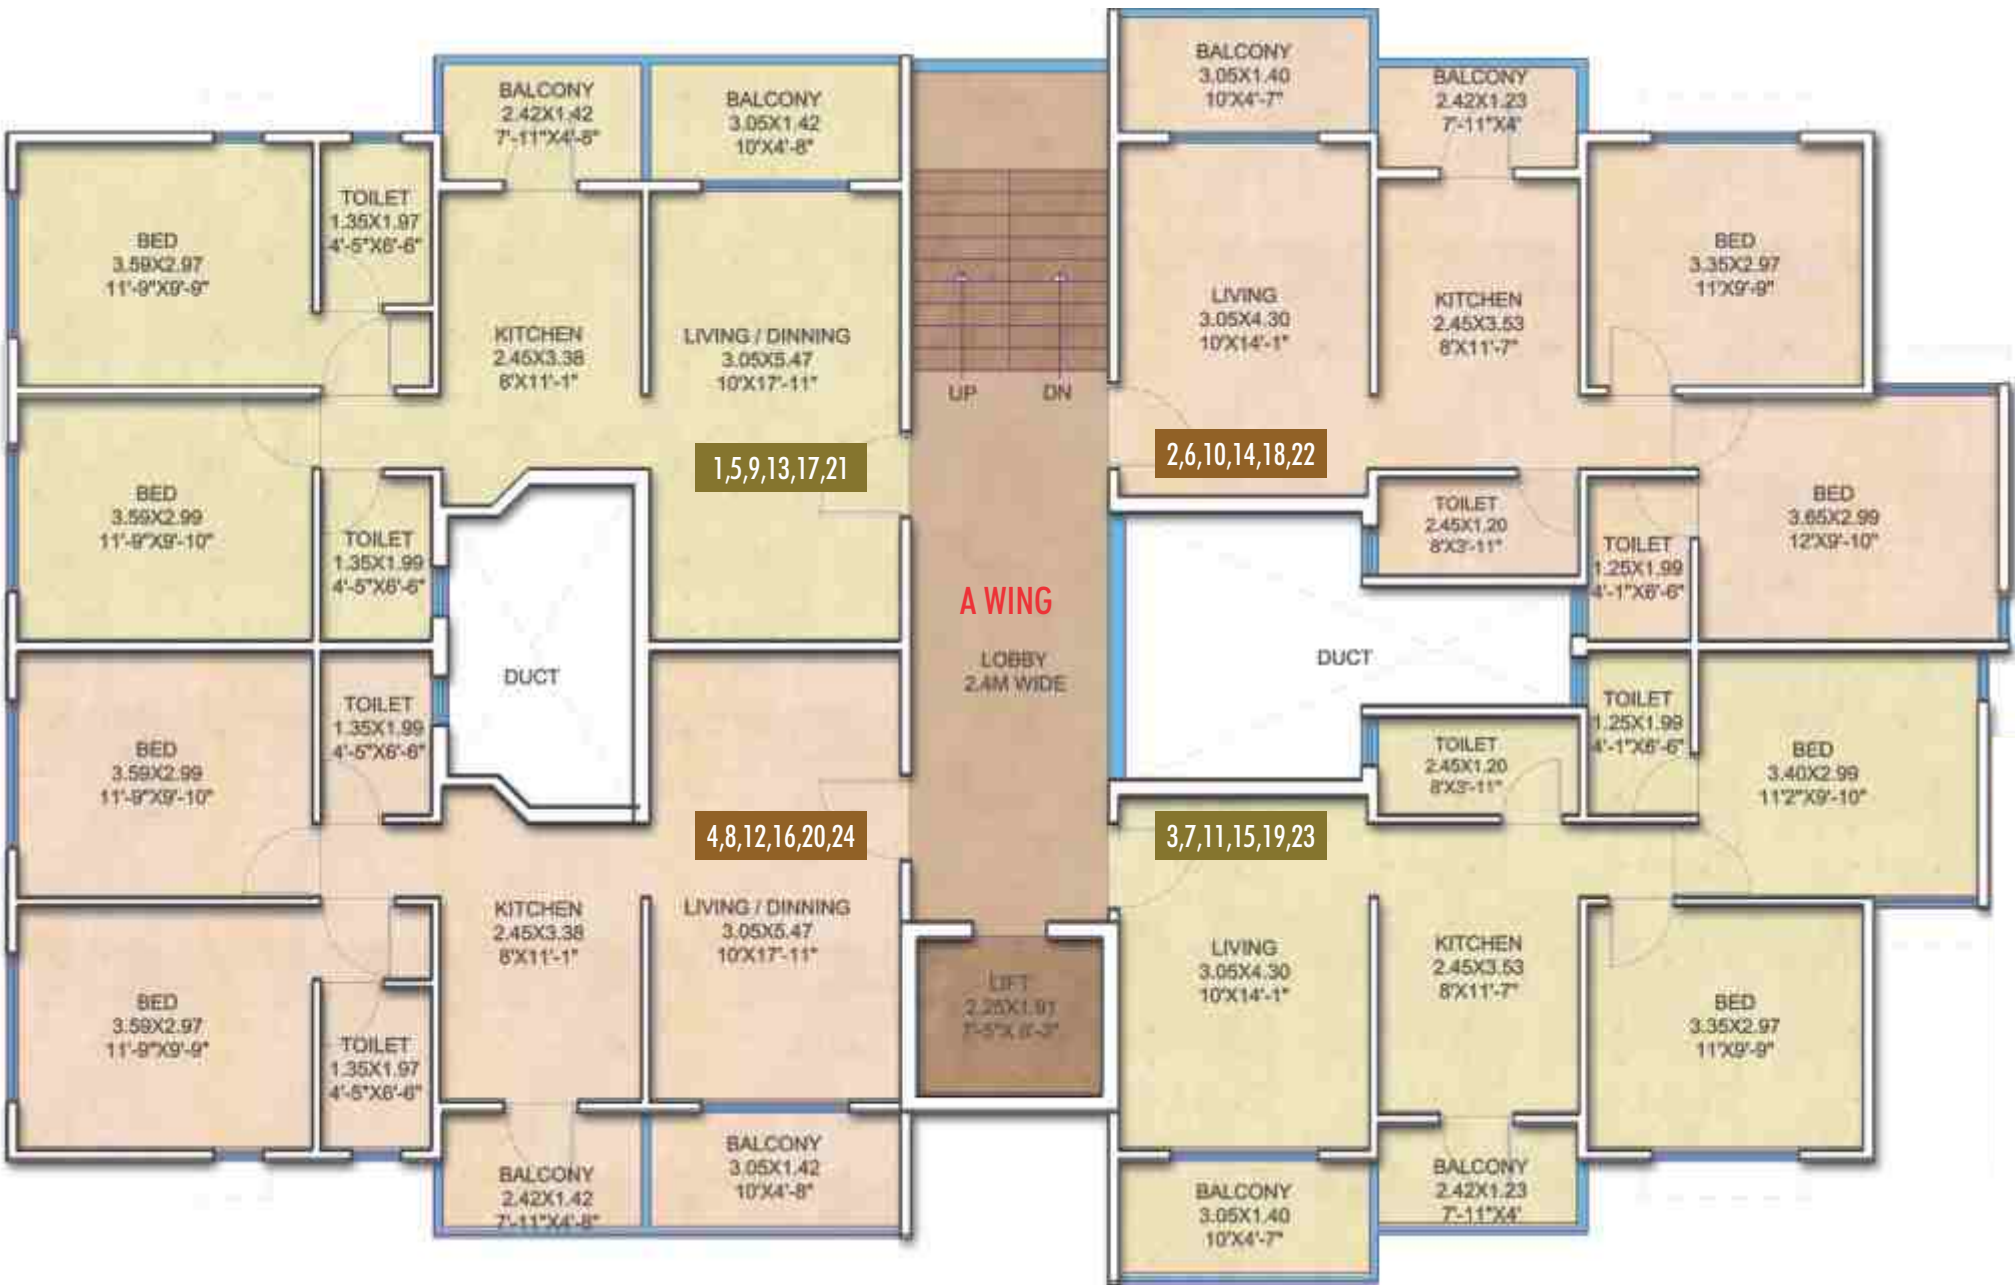 BALCONY
2.42X1.42
7'-11"X4'-8"
BALCONY
3.05X1.42
10'X4'-8"
BALCONY
3.05X1.40
10'X4'-7"
BALCONY
2.42X1.23
7'-11"X4'
BED
3.59X2.97
11'-9"X9'-9"
TOILET
1.35X1.97
4'-5"X6'-6"
KITCHEN
2.45X3.38
8'X11'-1"
LIVING / DINNING
3.05X5.47
10'X17'-11"
UP
DN
LIVING
3.05X4.30
10'X14'-1"
KITCHEN
2.45X3.53
8'X11'-7"
BED
3.35X2.97
11'X9'-9"
1,5,9,13,17,21
2,6,10,14,18,22
BED
3.59X2.99
11'-9"X9'-10"
TOILET
1.35X1.99
4'-5"X6'-6"
TOILET
2.45X1.20
8'X3'-11"
TOILET
1.25X1.99
4'-1"X6'-6"
BED
3.65X2.99
12'X9'-10"
A WING
LOBBY
2.4M WIDE
DUCT
DUCT
BED
3.59X2.99
11'-9"X9'-10"
TOILET
1.35X1.99
4'-5"X6'-6"
TOILET
2.45X1.20
8'X3'-11"
TOILET
1.25X1.99
4'-1"X6'-6"
BED
3.40X2.99
11'2"X9'-10"
4,8,12,16,20,24
3,7,11,15,19,23
BED
3.59X2.97
11'-9"X9'-9"
TOILET
1.35X1.97
4'-5"X6'-6"
KITCHEN
2.45X3.38
8'X11'-1"
LIVING / DINNING
3.05X5.47
10'X17'-11"
LIFT
2.25X1.91
7'-5"X 6'-3"
LIVING
3.05X4.30
10'X14'-1"
KITCHEN
2.45X3.53
8'X11'-7"
BED
3.35X2.97
11'X9'-9"
BALCONY
2.42X1.42
7'-11"X4'-8"
BALCONY
3.05X1.42
10'X4'-8"
BALCONY
3.05X1.40
10'X4'-7"
BALCONY
2.42X1.23
7'-11"X4'